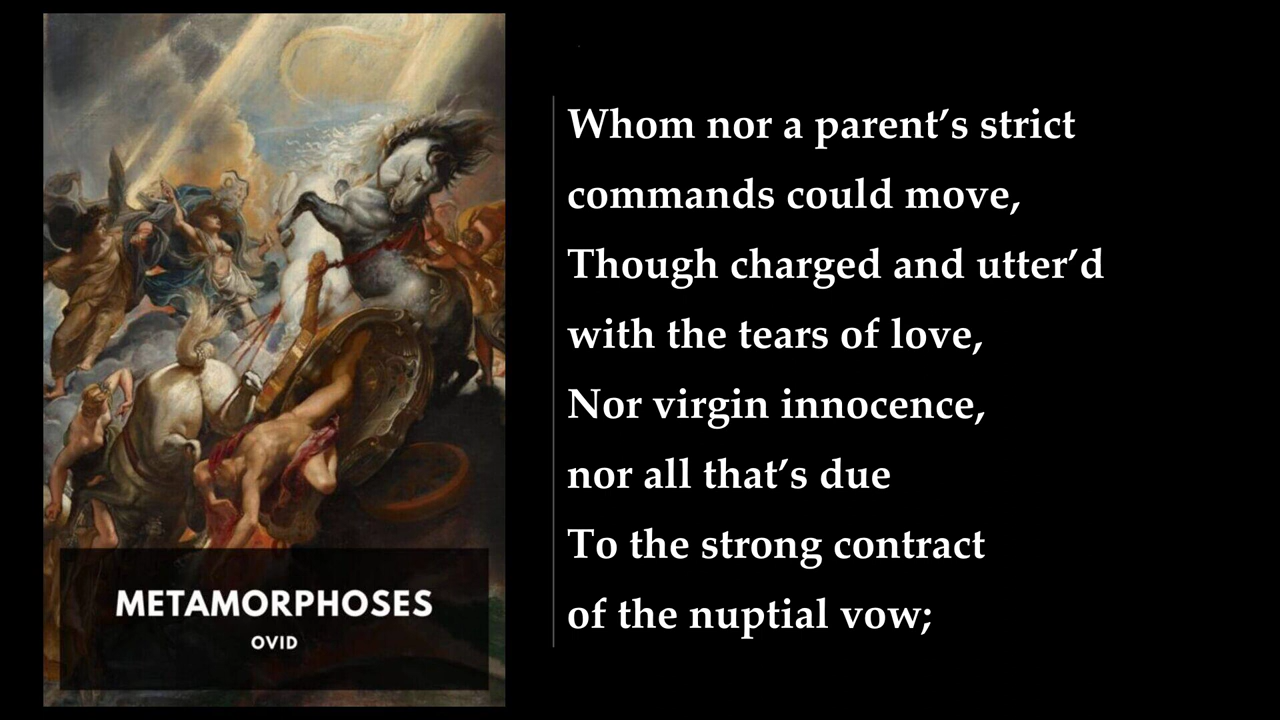 METAMORPHOSES
OVID
Whom nor a parent’s strict
commands could move,
Though charged and utter’d
with the tears of love,
Nor virgin innocence,
nor all that’s due
To the strong contract
of the nuptial vow;